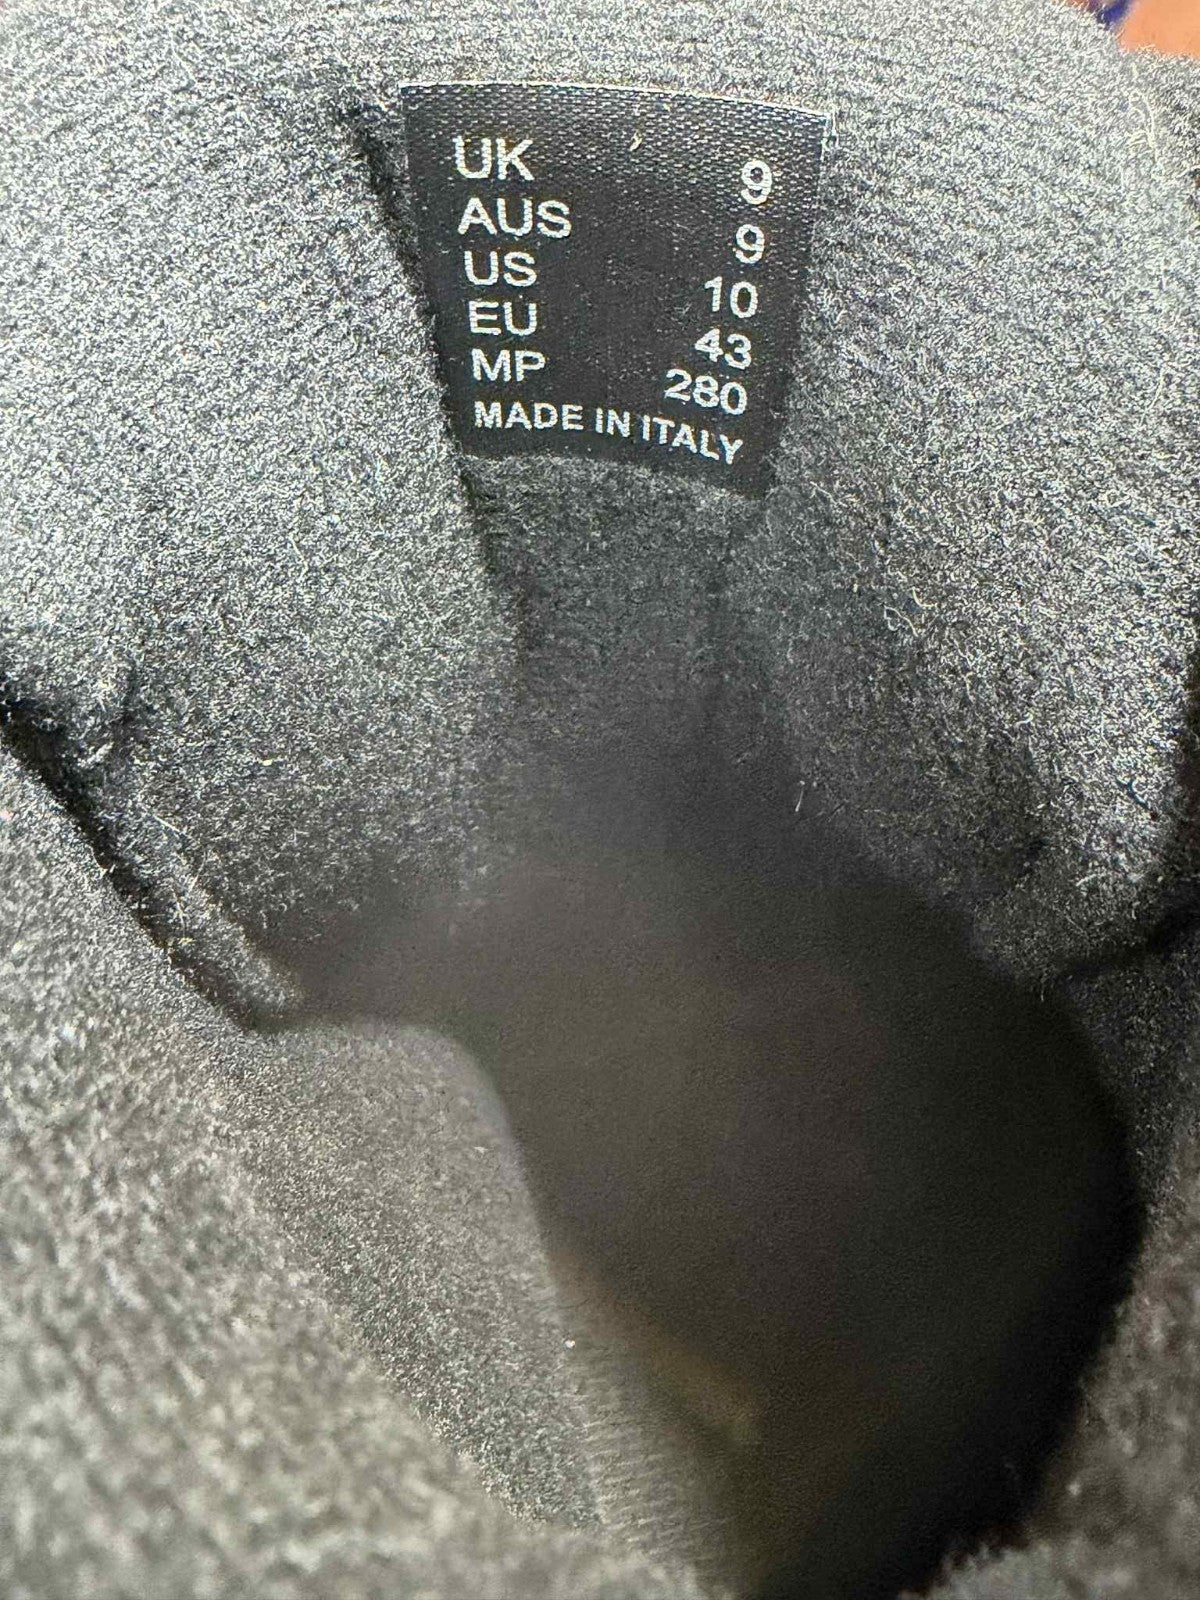 UK 9
AUS 9
US 10
EU 43
MP 280
MADE IN ITALY